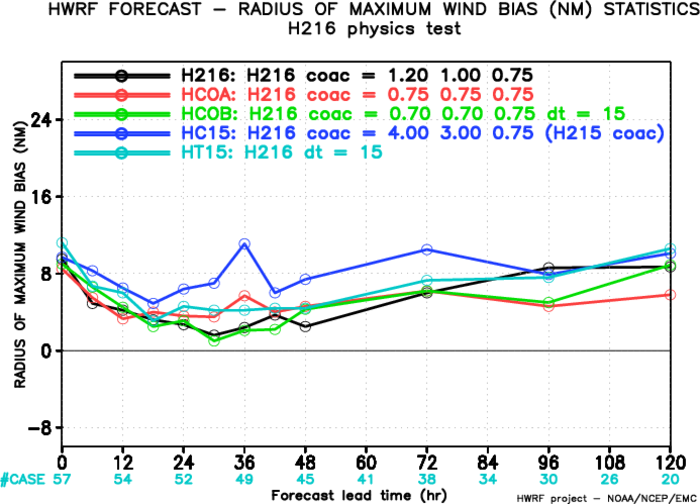 HWRF FORECAST – RADIUS OF MAXIMUM WIND BIAS (NM) STATISTICS
H216 physics test
H216: H216 coac = 1.20 1.00 0.75
HCOA: H216 coac = 0.75 0.75 0.75
HCOB: H216 coac = 0.70 0.70 0.75 dt = 15
HC15: H216 coac = 4.00 3.00 0.75 (H215 coac)
HT15: H216 dt = 15
RADIUS OF MAXIMUM WIND BIAS (NM)
24
16
8
0
–8
0 12 24 36 48 60 72 84 96 108 120
#CASE 57 54 52 49 45 41 38 34 30 26 20
Forecast lead time (hr)
HWRF project – NOAA/NCEP/EMC